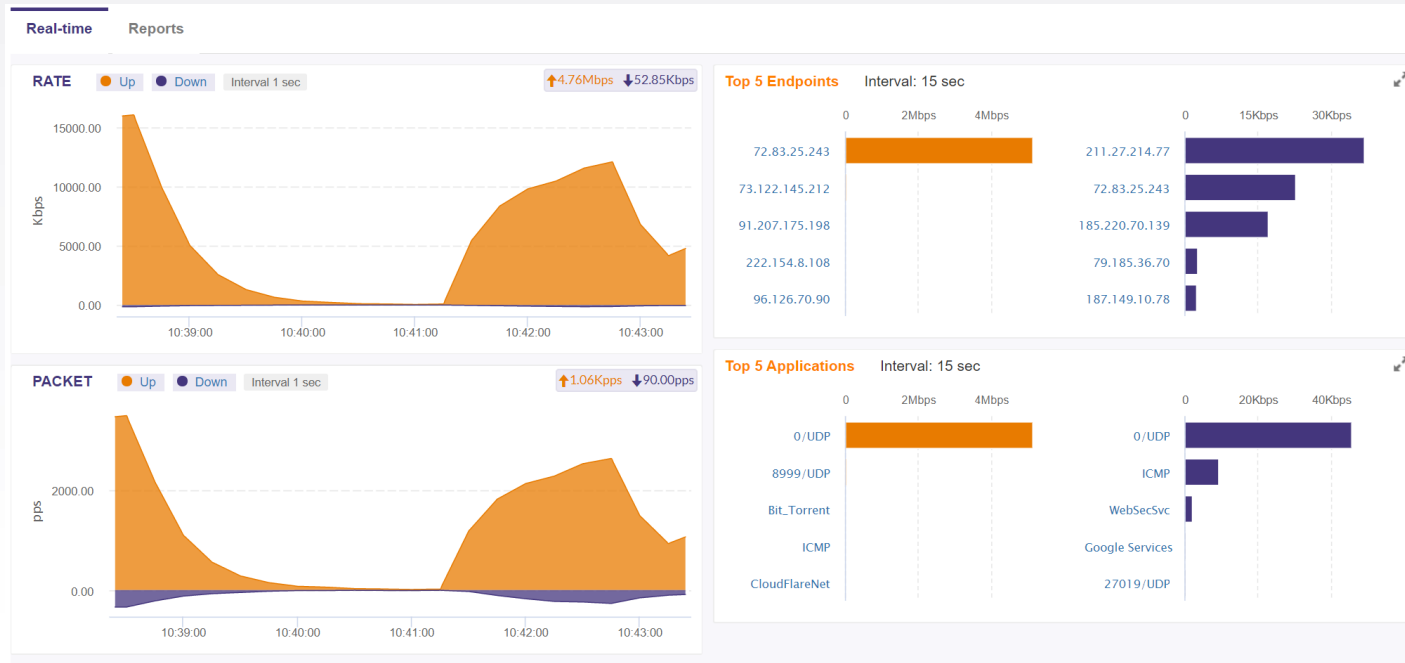 Real-time Reports
RATE Up Down Interval 1 sec 4.76Mbps 52.85Kbps
15000.00
10000.00
5000.00
0.00
Kbps
10:39:00 10:40:00 10:41:00 10:42:00 10:43:00
PACKET Up Down Interval 1 sec 1.06Kpps 90.00pps
2000.00
0.00
pps
10:39:00 10:40:00 10:41:00 10:42:00 10:43:00
Top 5 Endpoints Interval: 15 sec
0 2Mbps 4Mbps 0 15Kbps 30Kbps
72.83.25.243 211.27.214.77
73.122.145.212 72.83.25.243
91.207.175.198 185.220.70.139
222.154.8.108 79.185.36.70
96.126.70.90 187.149.10.78
Top 5 Applications Interval: 15 sec
0 2Mbps 4Mbps 0 20Kbps 40Kbps
0/UDP 0/UDP
8999/UDP ICMP
Bit_Torrent WebSecSvc
ICMP Google Services
CloudFlareNet 27019/UDP